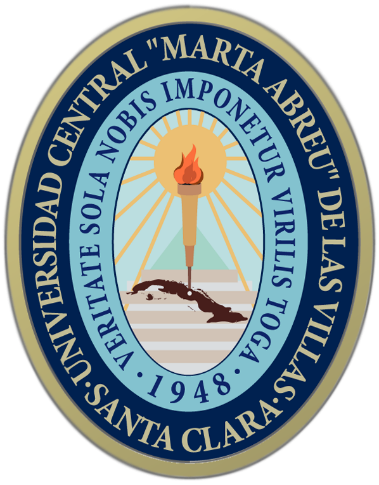 UNIVERSIDAD CENTRAL "MARTA ABREU" DE LAS VILLAS
·SANTA CLARA·
VERITATE SOLA NOBIS IMPONETUR VIRILIS TOGA
·1948·